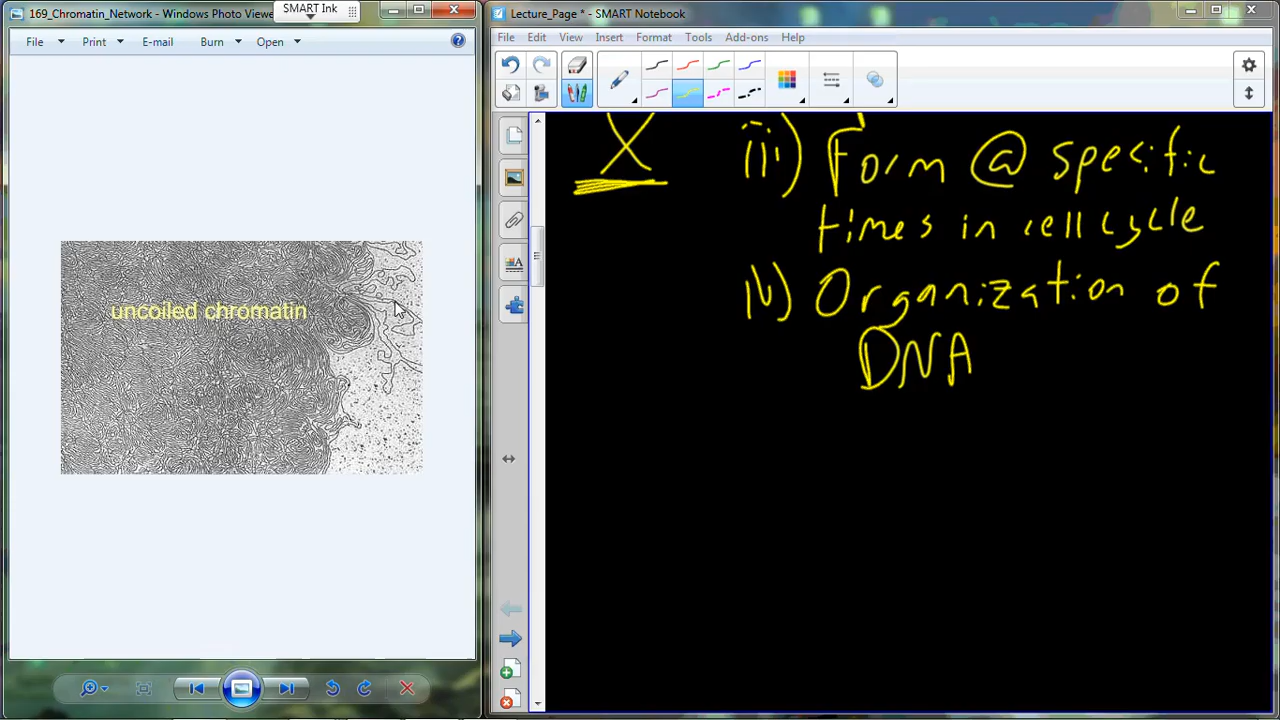 169_Chromatin_Network - Windows Photo Viewe
SMART Ink
File Print E-mail Burn Open
uncoiled chromatin
Lecture_Page * - SMART Notebook
File Edit View Insert Format Tools Add-ons Help
X
iii) Form @ specific
times in cell cycle
IV) Organization of
DNA